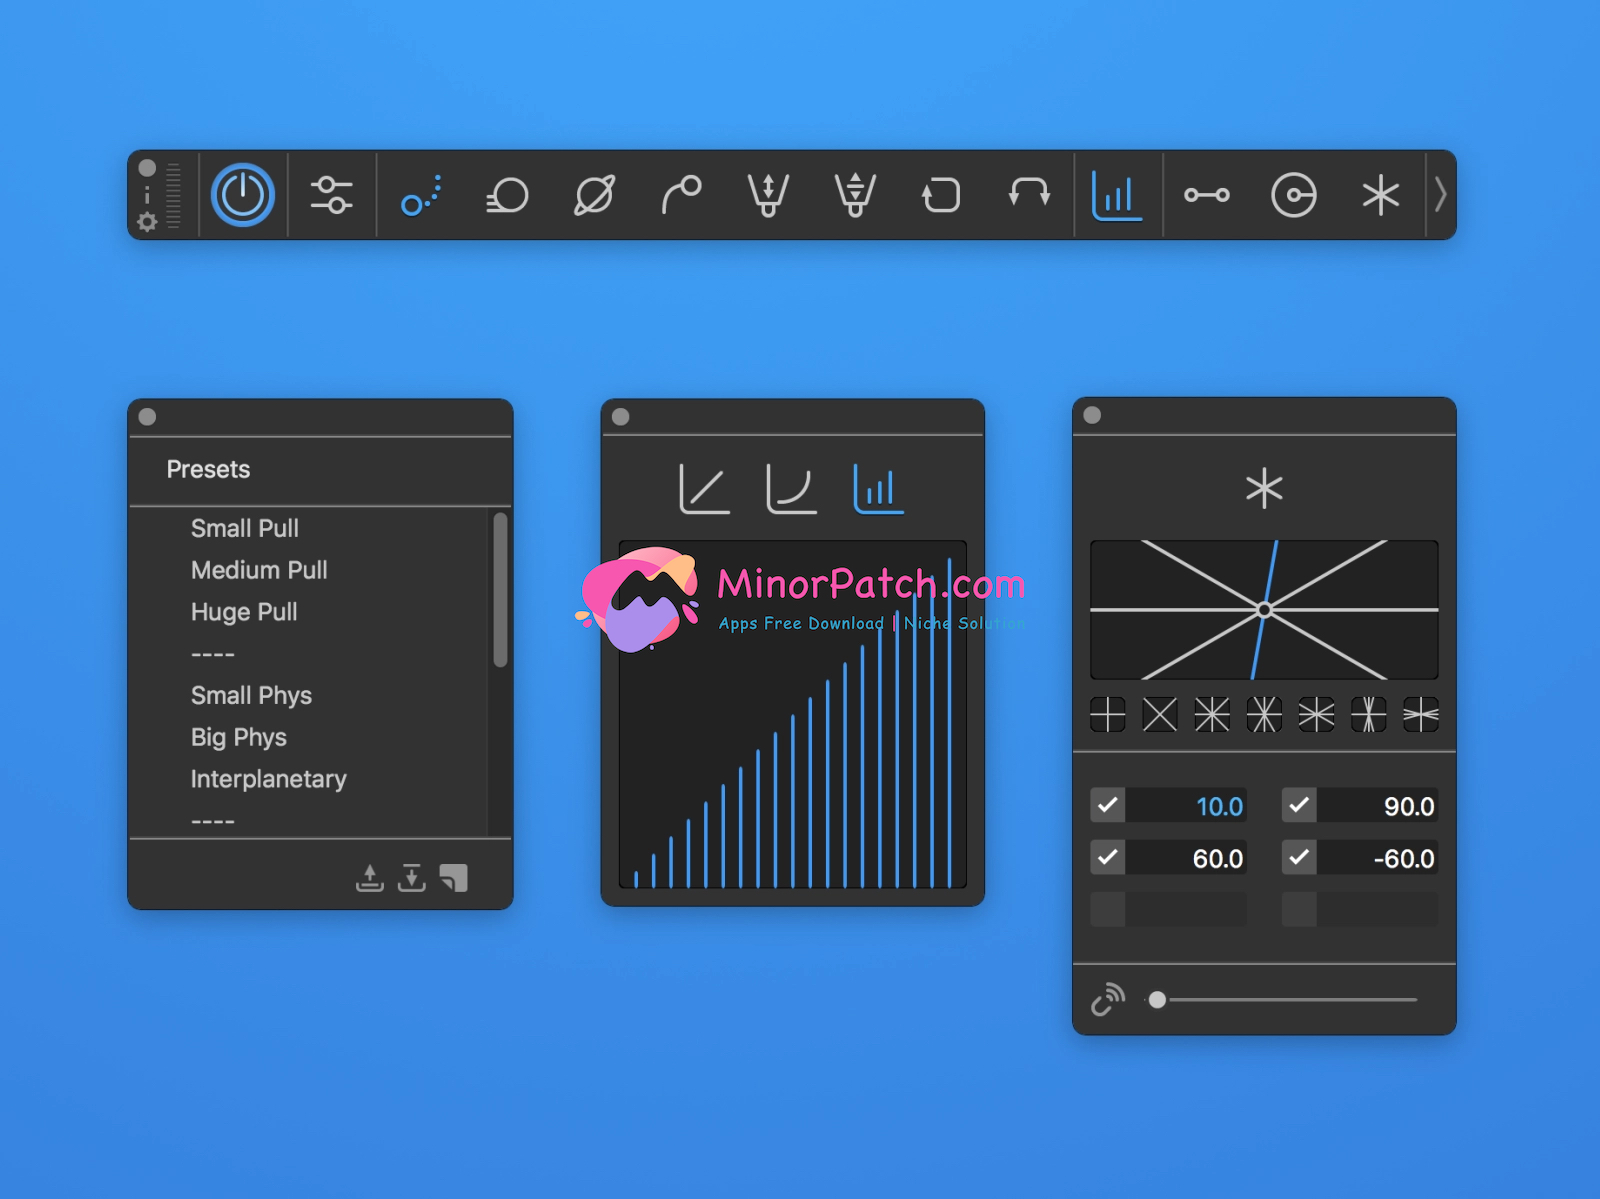 Presets
Small Pull
Medium Pull
Huge Pull
----
Small Phys
Big Phys
Interplanetary
----
MinorPatch.com
Apps Free Download | Niche Solution
10.0
90.0
60.0
-60.0